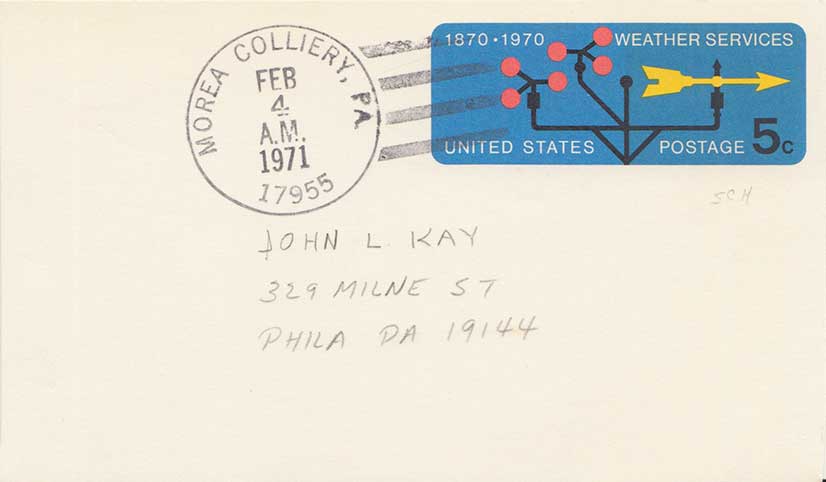 MOREA COLLIERY, PA
FEB
4
A.M.
1971
17955
1870 · 1970 WEATHER SERVICES
UNITED STATES POSTAGE 5c
SCH
JOHN L. KAY
329 MILNE ST
PHILA PA 19144